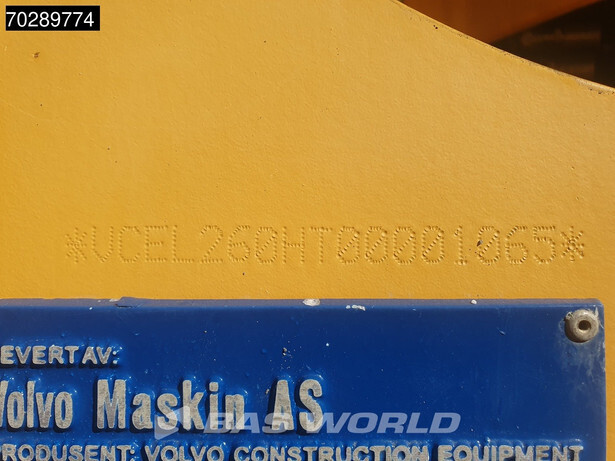 70289774
*VCEL260HT00001065*
LEVERT AV:
Volvo Maskin AS
BAS WORLD
PRODUSENT: VOLVO CONSTRUCTION EQUIPMENT